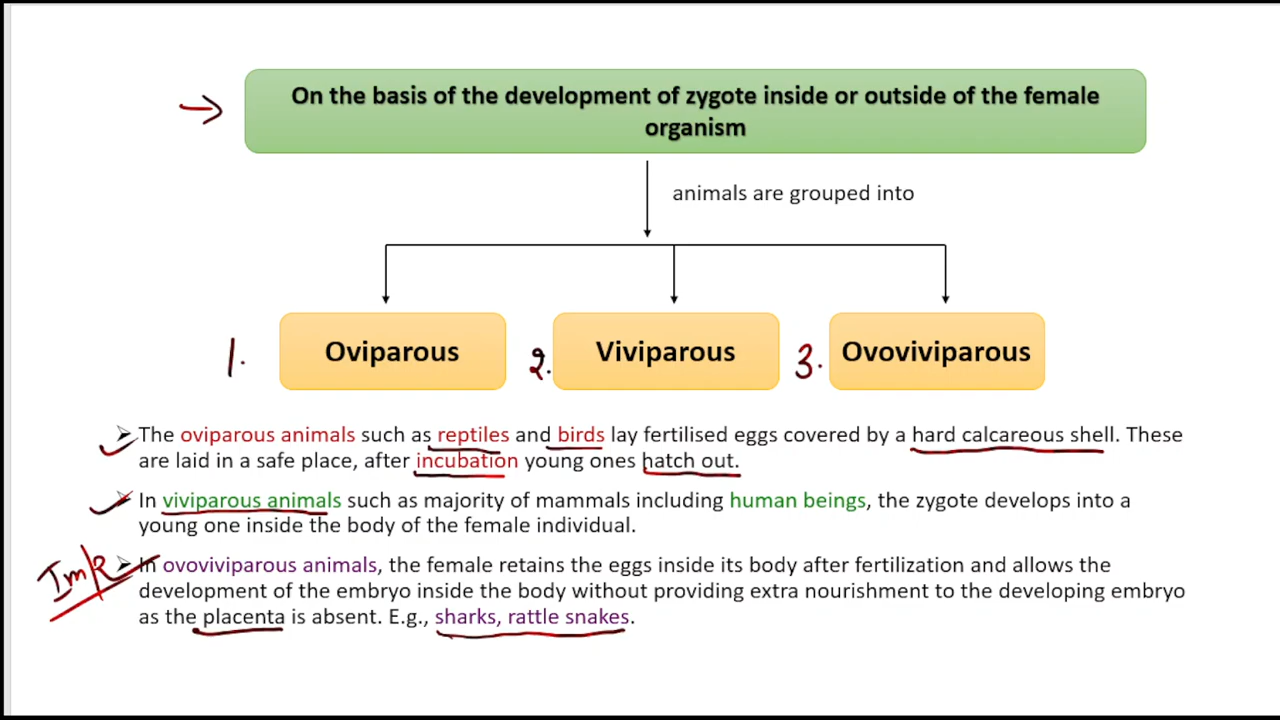 On the basis of the development of zygote inside or outside of the female
organism
animals are grouped into
1. Oviparous 2. Viviparous 3. Ovoviviparous
The oviparous animals such as reptiles and birds lay fertilised eggs covered by a hard calcareous shell. These
are laid in a safe place, after incubation young ones hatch out.
In viviparous animals such as majority of mammals including human beings, the zygote develops into a
young one inside the body of the female individual.
In ovoviviparous animals, the female retains the eggs inside its body after fertilization and allows the
development of the embryo inside the body without providing extra nourishment to the developing embryo
as the placenta is absent. E.g., sharks, rattle snakes.